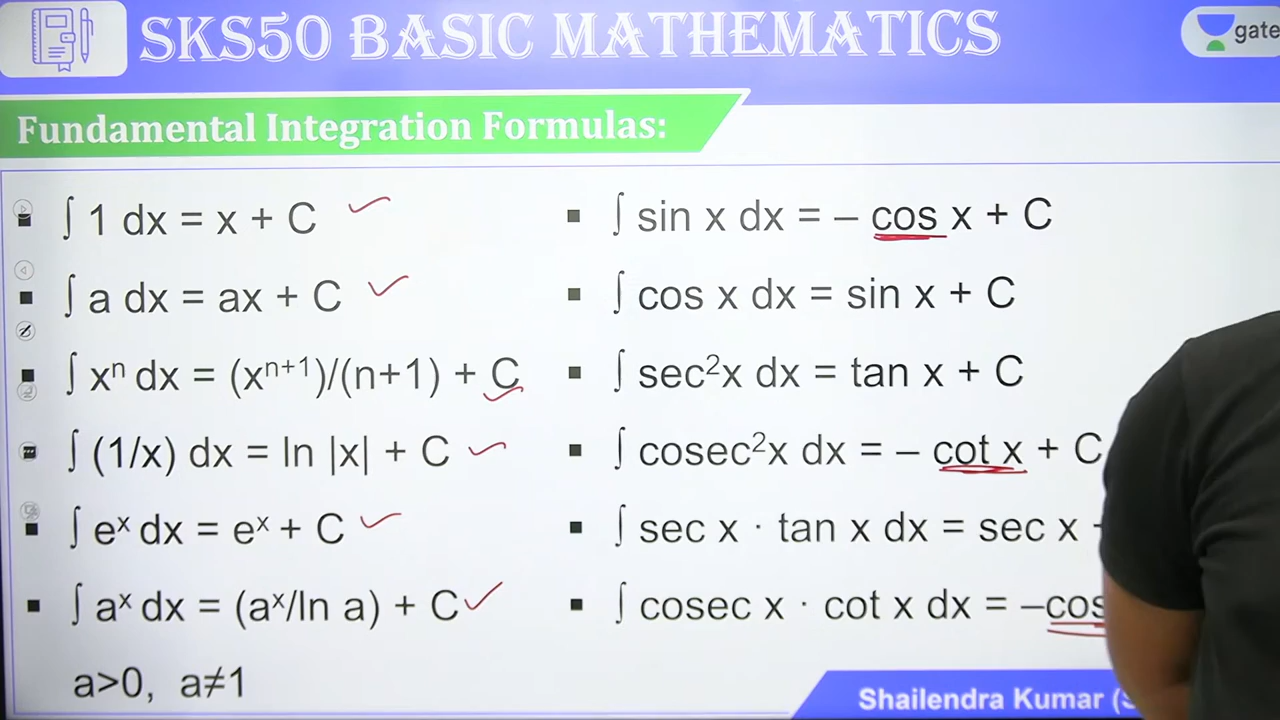 SKS50 BASIC MATHEMATICS
gate
Fundamental Integration Formulas:
∫ 1 dx = x + C
∫ a dx = ax + C
∫ xⁿ dx = (xⁿ⁺¹)/(n+1) + C
∫ (1/x) dx = ln |x| + C
∫ eˣ dx = eˣ + C
∫ aˣ dx = (aˣ/ln a) + C
a>0, a≠1
∫ sin x dx = – cos x + C
∫ cos x dx = sin x + C
∫ sec²x dx = tan x + C
∫ cosec²x dx = – cot x + C
∫ sec x · tan x dx = sec x
∫ cosec x · cot x dx = –cos
Shailendra Kumar (S